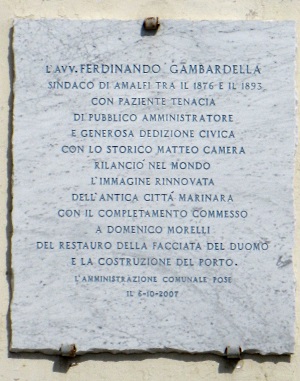 L'AVV. FERDINANDO GAMBARDELLA
SINDACO DI AMALFI TRA IL 1876 E IL 1893
CON PAZIENTE TENACIA
DI PUBBLICO AMMINISTRATORE
E GENEROSA DEDIZIONE CIVICA
CON LO STORICO MATTEO CAMERA
RILANCIO' NEL MONDO
L'IMMAGINE RINNOVATA
DELL'ANTICA CITTA' MARINARA
CON IL COMPLETAMENTO COMMESSO
A DOMENICO MORELLI
DEL RESTAURO DELLA FACCIATA DEL DUOMO
E LA COSTRUZIONE DEL PORTO.
L'AMMINISTRAZIONE COMUNALE POSE
IL 6-10-2007